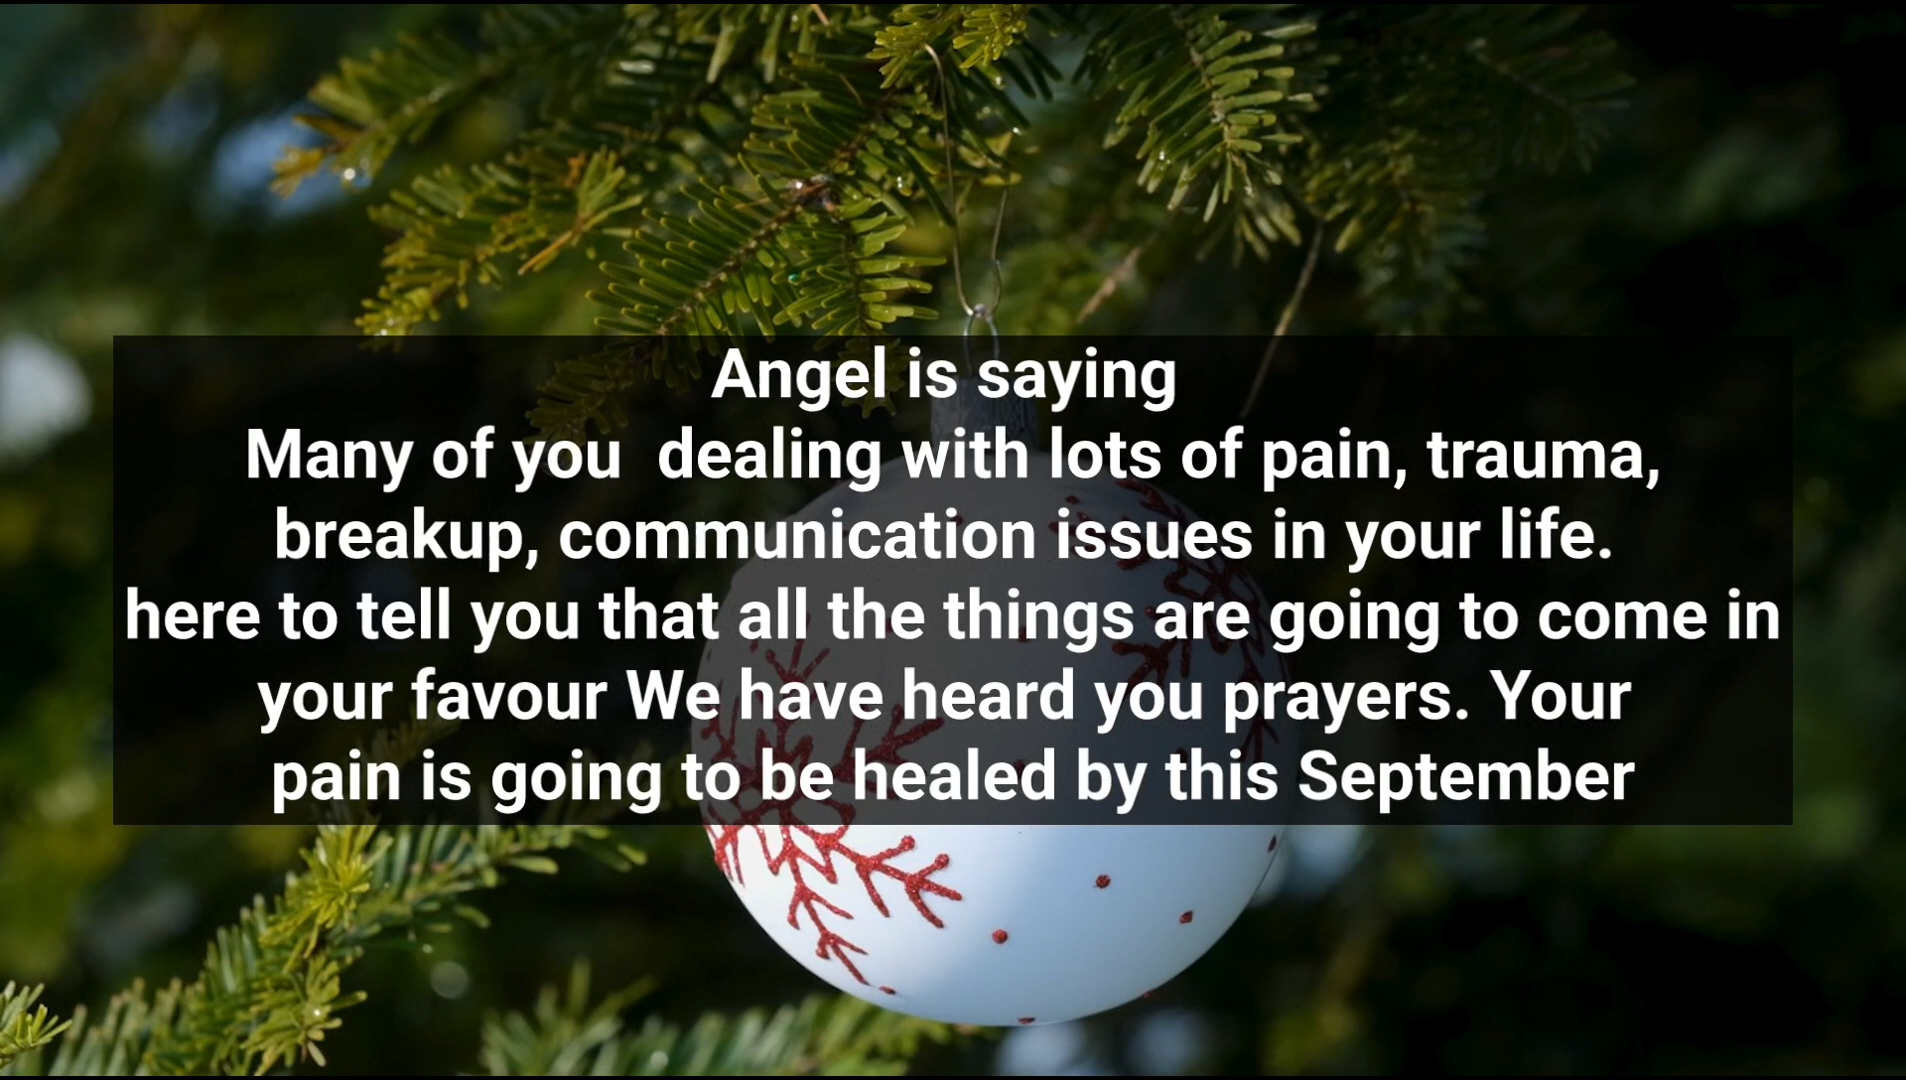 Angel is saying
Many of you  dealing with lots of pain, trauma,
breakup, communication issues in your life.
here to tell you that all the things are going to come in
your favour We have heard you prayers. Your
pain is going to be healed by this September